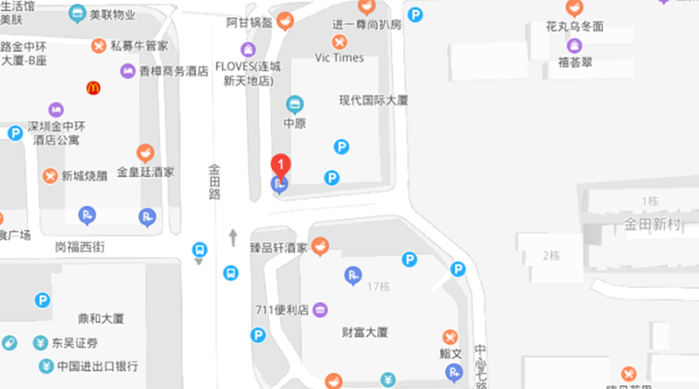 生活馆
美肤
美联物业
阿甘锅盔
进一尊尚扒房
P
花丸乌冬面
路金中环
大厦-B座
私募牛管家
FLOVES(连城
新天地店)
Vic Times
禧荟翠
香樟商务酒店
现代国际大厦
中原
深圳金中环
酒店公寓
P
P
1
P
新城烧腊
金皇廷酒家
金田路
1栋
金田新村
食广场
岗福西街
臻品轩酒家
2栋
P
P
17栋
P
711便利店
鼎和大厦
P
财富大厦
东吴证券
中国进出口银行
鮨文